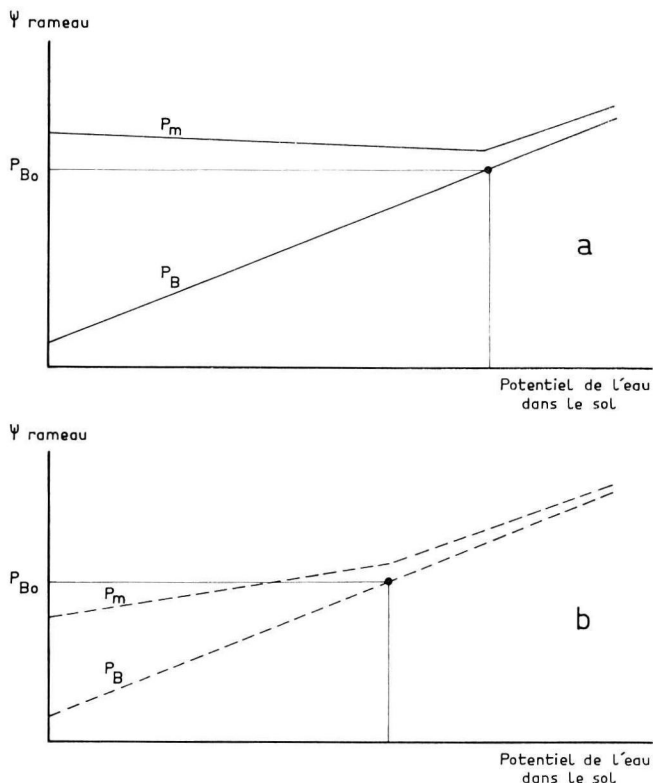 Ψ rameau
Pm
PBo
PB
a
Potentiel de l'eau
dans le sol
Ψ rameau
PBo
Pm
PB
b
Potentiel de l'eau
dans le sol